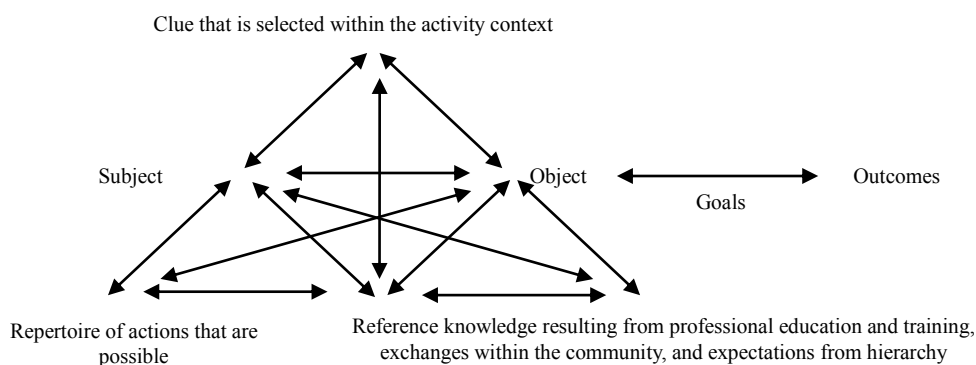 Clue that is selected within the activity context
Subject
Object
Outcomes
Goals
Repertoire of actions that are
possible
Reference knowledge resulting from professional education and training,
exchanges within the community, and expectations from hierarchy